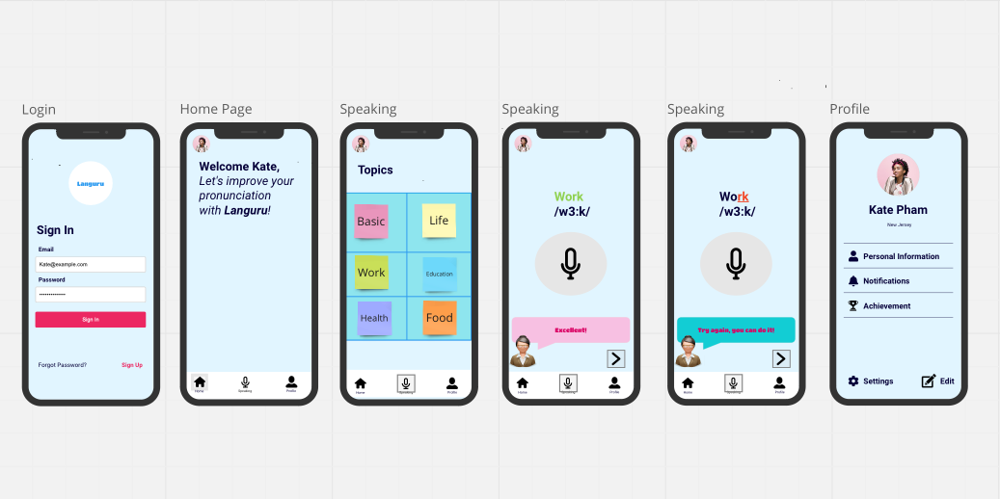 Login
Languru
Sign In
Email
Kate@example.com
Password
Sign In
Forgot Password?
Sign Up
Home Page
Welcome Kate,
Let's improve your
pronunciation
with Languru!
Home
Speaking
Profile
Speaking
Topics
Basic
Life
Work
Education
Health
Food
Home
Speaking
Profile
Speaking
Work
/w3:k/
Excellent!
Home
Speaking
Profile
Speaking
Work
/w3:k/
Try again, you can do it!
Home
Speaking
Profile
Profile
Kate Pham
New Jersey
Personal Information
Notifications
Achievement
Settings
Edit